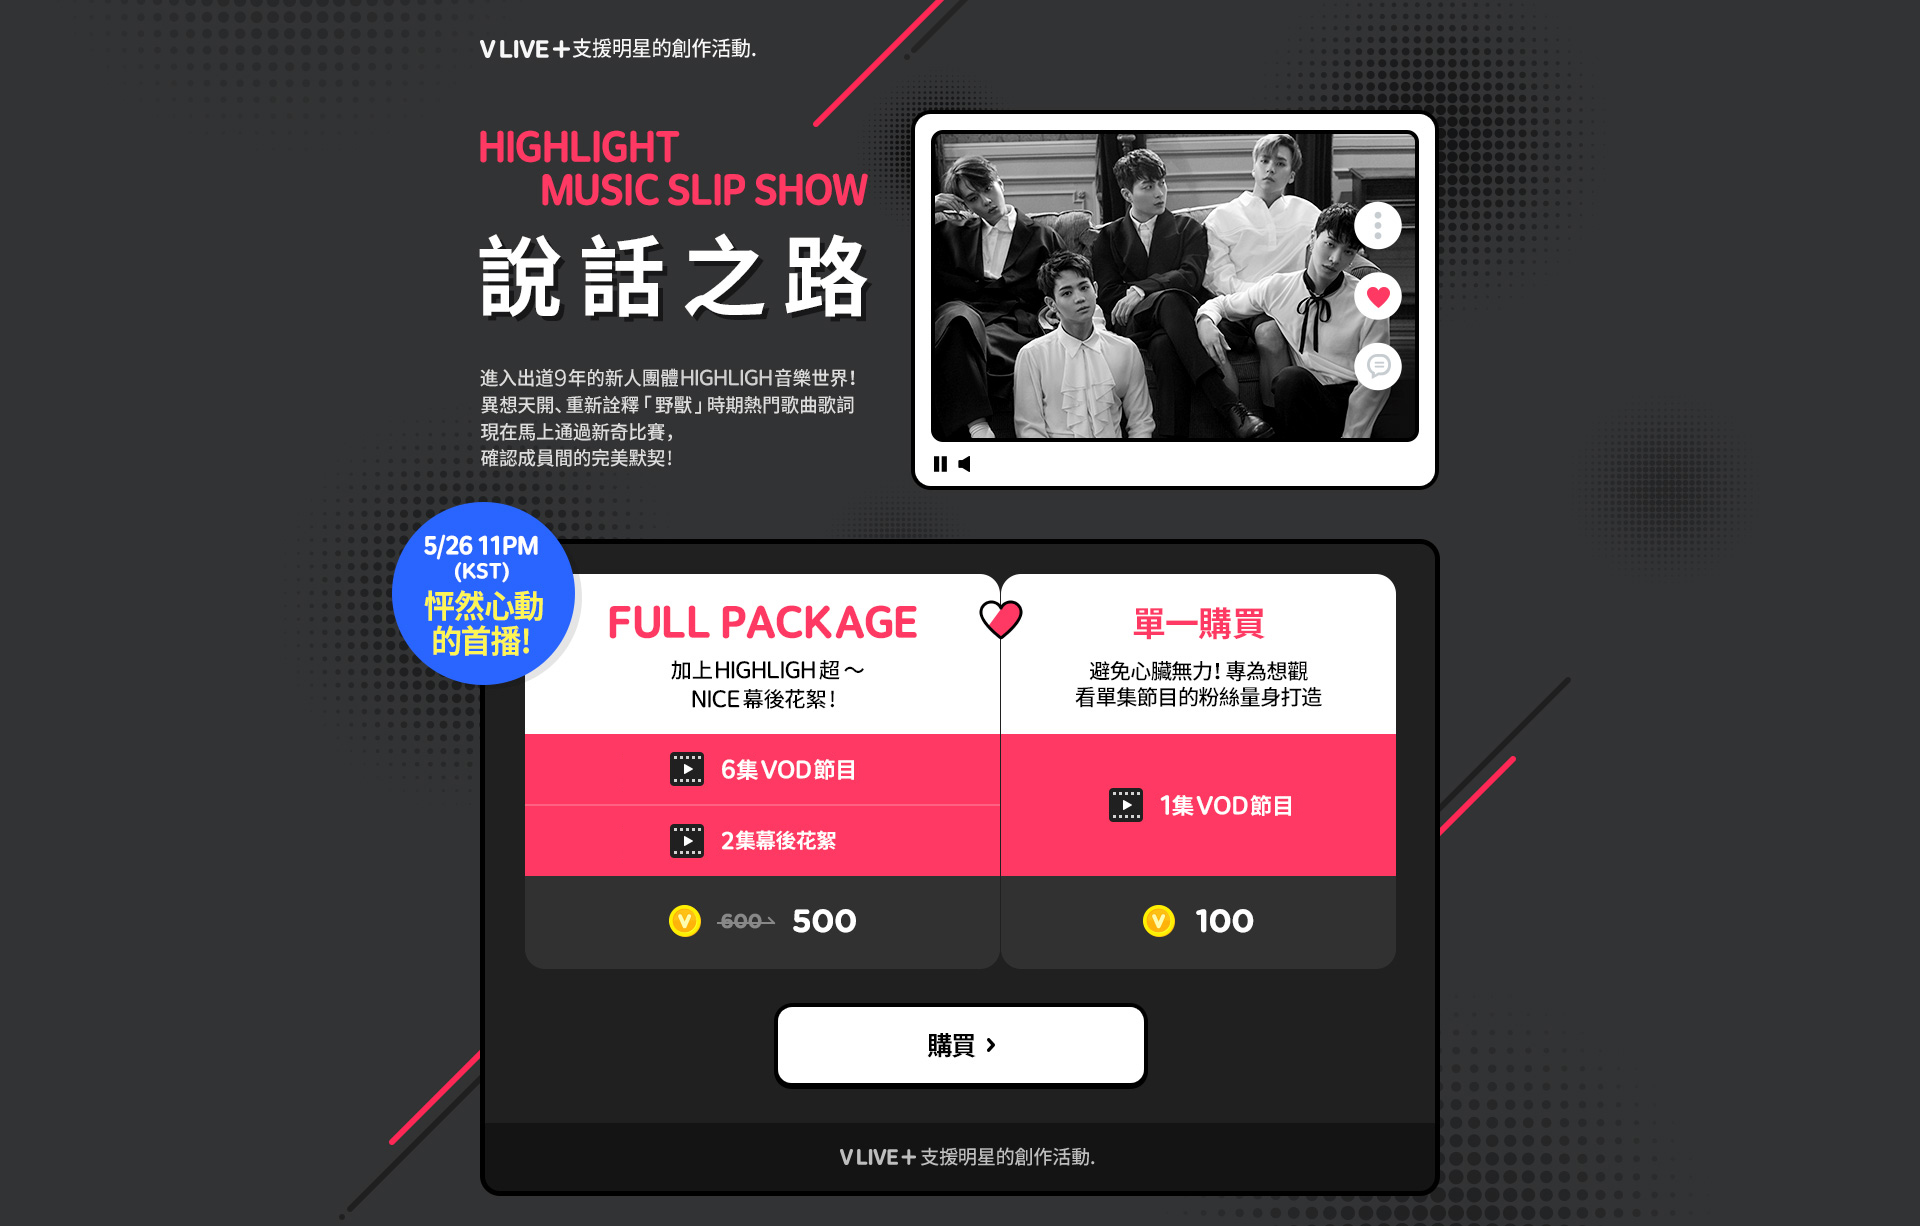 V LIVE+支援明星的創作活動.
HIGHLIGHT
MUSIC SLIP SHOW
說話之路
進入出道9年的新人團體HIGHLIGH音樂世界!
異想天開、重新詮釋「野獸」時期熱門歌曲歌詞
現在馬上通過新奇比賽,
確認成員間的完美默契!
5/26 11PM
(KST)
怦然心動
的首播!
FULL PACKAGE
加上HIGHLIGH超～
NICE幕後花絮!
6集VOD節目
2集幕後花絮
V 600 500
單一購買
避免心臟無力! 專為想觀
看單集節目的粉絲量身打造
1集VOD節目
V 100
購買 ›
V LIVE+支援明星的創作活動.